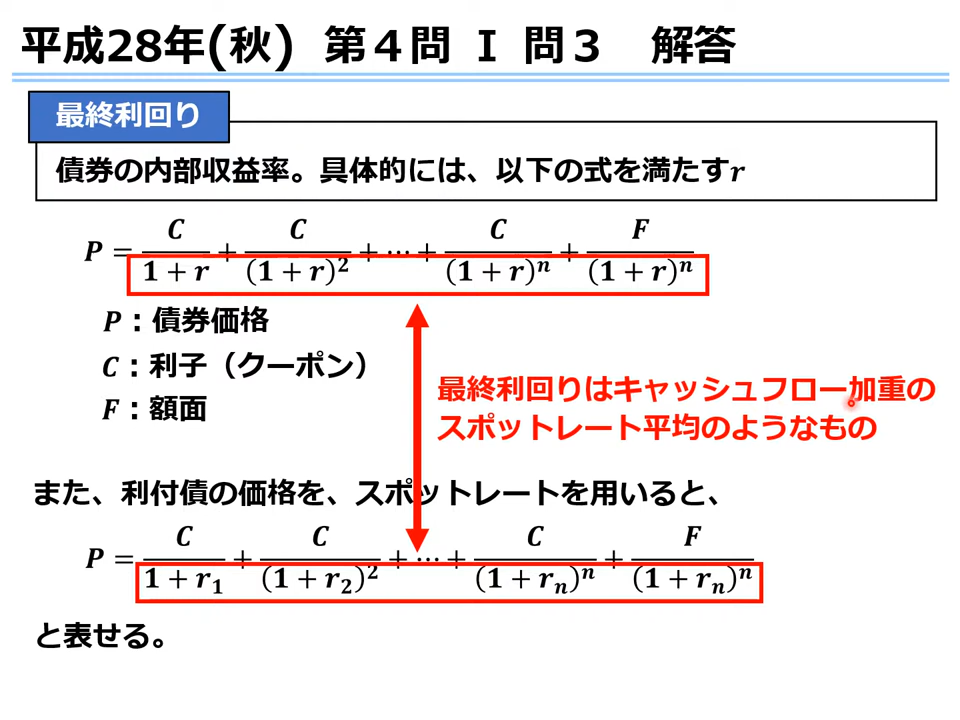 平成28年(秋) 第４問 Ⅰ 問３ 解答
最終利回り
債券の内部収益率。具体的には、以下の式を満たすr
P = C/(1 + r) + C/(1 + r)^2 + ⋯ + C/(1 + r)^n + F/(1 + r)^n
P：債券価格
C：利子（クーポン）
F：額面
最終利回りはキャッシュフロー加重の
スポットレート平均のようなもの
また、利付債の価格を、スポットレートを用いると、
P = C/(1 + r_1) + C/(1 + r_2)^2 + ⋯ + C/(1 + r_n)^n + F/(1 + r_n)^n
と表せる。